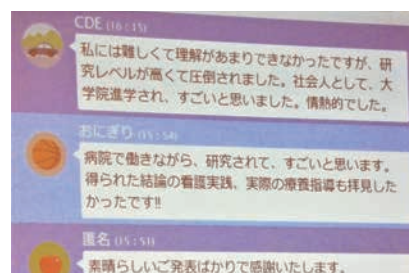 CDE (16:15)
私には難しくて理解があまりできなかったですが、研
究レベルが高くて圧倒されました。社会人として、大
学院進学され、すごいと思いました。情熱的でした。
おにぎり (15:54)
病院で働きながら、研究されて、すごいと思います。
得られた結論の看護実践、実際の療養指導も拝見した
かったです!!
匿名 (15:53)
素晴らしいご発表ばかりで感謝いたします。